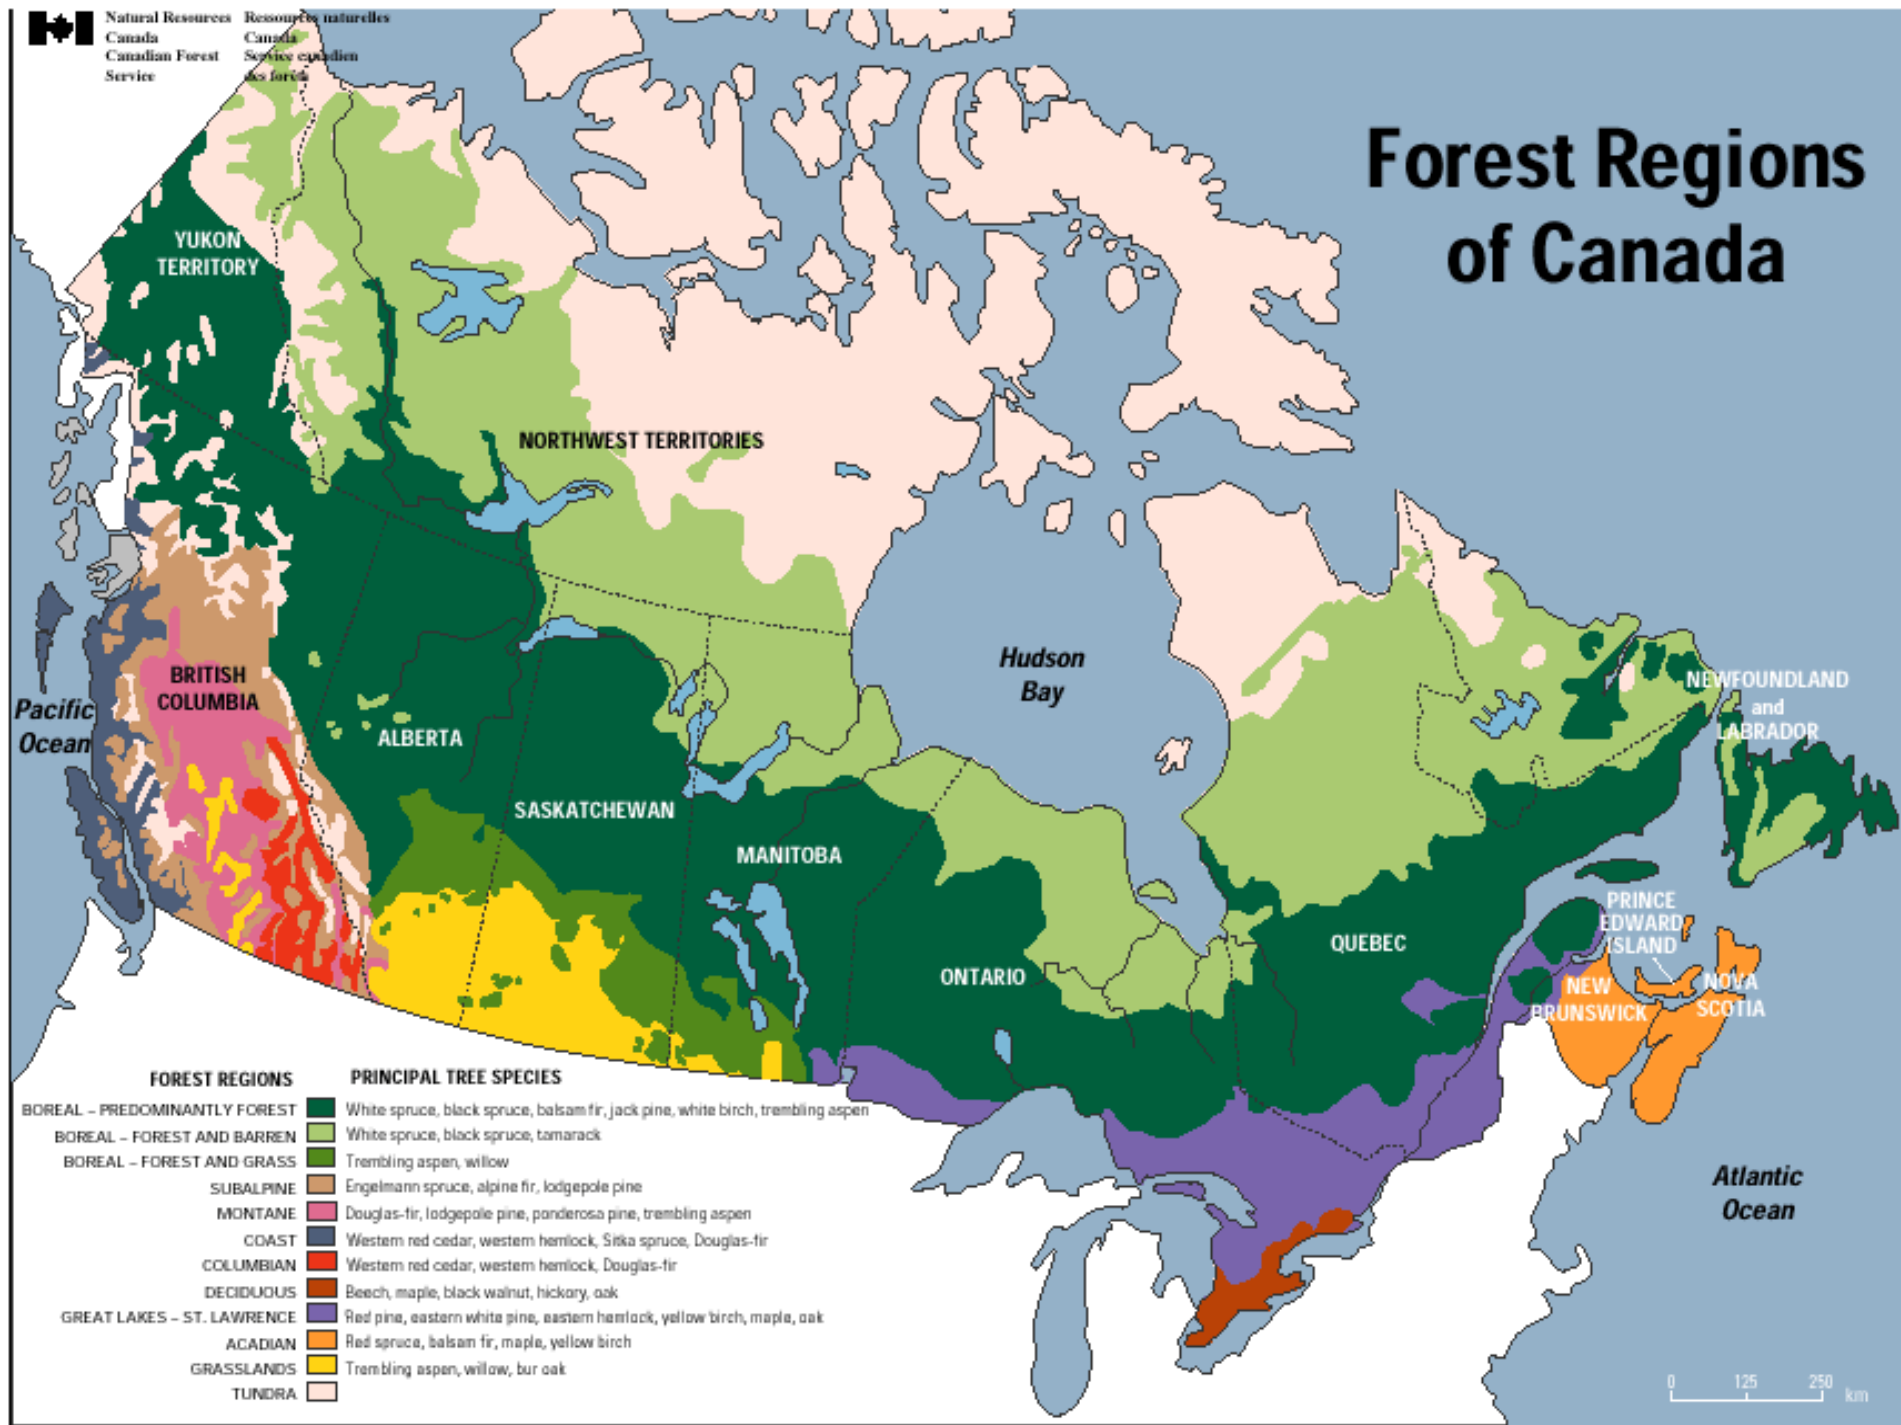 Natural Resources Ressources naturelles
Canada Canada
Canadian Forest Service canadien
Service des forêts
Forest Regions
of Canada
YUKON
TERRITORY
NORTHWEST TERRITORIES
Hudson
Bay
BRITISH
COLUMBIA
Pacific
Ocean
ALBERTA
SASKATCHEWAN
MANITOBA
ONTARIO
QUEBEC
NEWFOUNDLAND
and
LABRADOR
PRINCE
EDWARD
ISLAND
NEW
BRUNSWICK
NOVA
SCOTIA
Atlantic
Ocean
FOREST REGIONS PRINCIPAL TREE SPECIES
BOREAL – PREDOMINANTLY FOREST White spruce, black spruce, balsam fir, jack pine, white birch, trembling aspen
BOREAL – FOREST AND BARREN White spruce, black spruce, tamarack
BOREAL – FOREST AND GRASS Trembling aspen, willow
SUBALPINE Engelmann spruce, alpine fir, lodgepole pine
MONTANE Douglas-fir, lodgepole pine, ponderosa pine, trembling aspen
COAST Western red cedar, western hemlock, Sitka spruce, Douglas-fir
COLUMBIAN Western red cedar, western hemlock, Douglas-fir
DECIDUOUS Beech, maple, black walnut, hickory, oak
GREAT LAKES – ST. LAWRENCE Red pine, eastern white pine, eastern hemlock, yellow birch, maple, oak
ACADIAN Red spruce, balsam fir, maple, yellow birch
GRASSLANDS Trembling aspen, willow, bur oak
TUNDRA
0 125 250 km